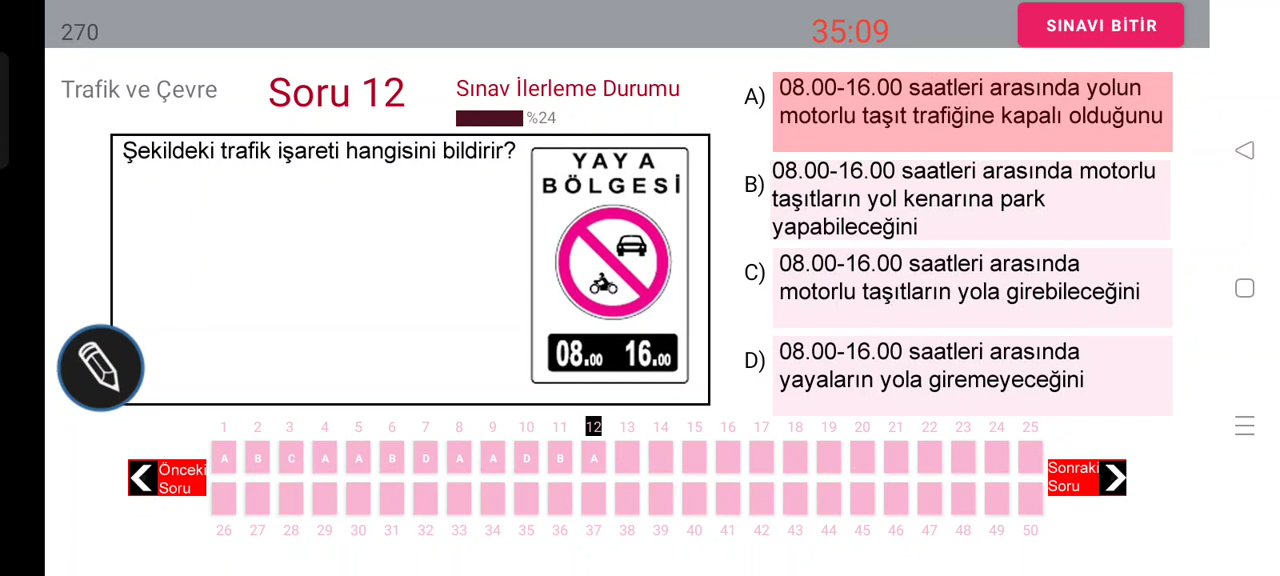 270
35:09
SINAVI BİTİR
Trafik ve Çevre
Soru 12
Sınav İlerleme Durumu
%24
Şekildeki trafik işareti hangisini bildirir?
YAYA
BÖLGESİ
08.00 16.00
A) 08.00-16.00 saatleri arasında yolun
motorlu taşıt trafiğine kapalı olduğunu
B) 08.00-16.00 saatleri arasında motorlu
taşıtların yol kenarına park
yapabileceğini
C) 08.00-16.00 saatleri arasında
motorlu taşıtların yola girebileceğini
D) 08.00-16.00 saatleri arasında
yayaların yola giremeyeceğini
1 2 3 4 5 6 7 8 9 10 11 12 13 14 15 16 17 18 19 20 21 22 23 24 25
A B C A A B D A A D B A
Önceki
Soru
Sonraki
Soru
26 27 28 29 30 31 32 33 34 35 36 37 38 39 40 41 42 43 44 45 46 47 48 49 50